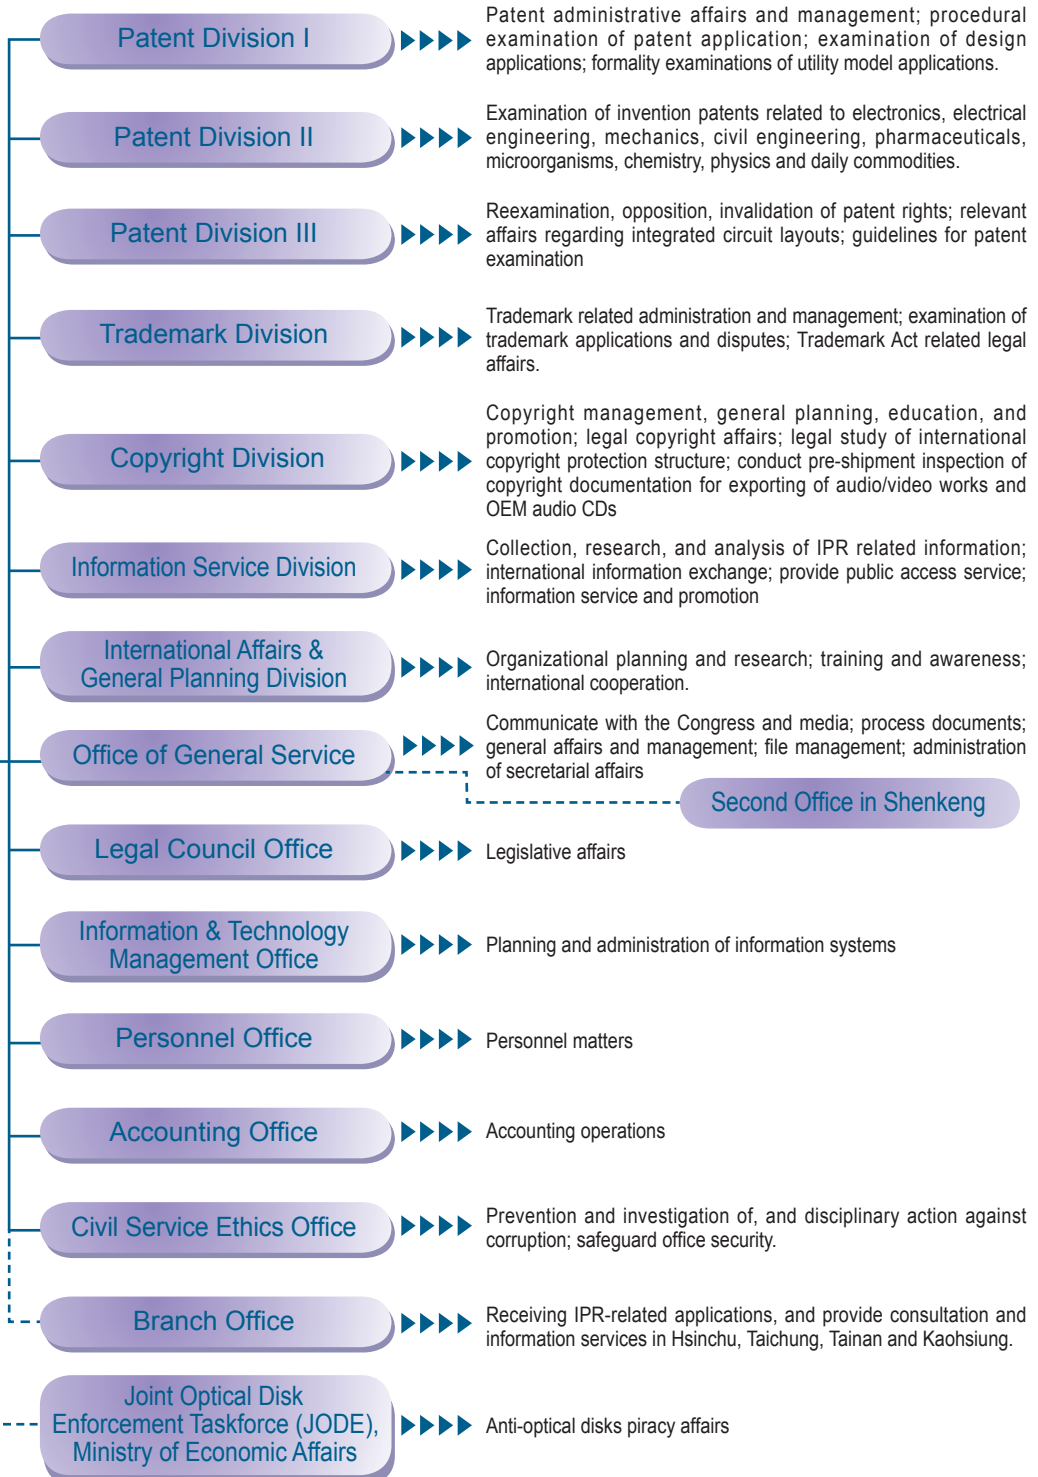 Patent Division I
Patent administrative affairs and management; procedural
examination of patent application; examination of design
applications; formality examinations of utility model applications.
Patent Division II
Examination of invention patents related to electronics, electrical
engineering, mechanics, civil engineering, pharmaceuticals,
microorganisms, chemistry, physics and daily commodities.
Patent Division III
Reexamination, opposition, invalidation of patent rights; relevant
affairs regarding integrated circuit layouts; guidelines for patent
examination
Trademark Division
Trademark related administration and management; examination of
trademark applications and disputes; Trademark Act related legal
affairs.
Copyright Division
Copyright management, general planning, education, and
promotion; legal copyright affairs; legal study of international
copyright protection structure; conduct pre-shipment inspection of
copyright documentation for exporting of audio/video works and
OEM audio CDs
Information Service Division
Collection, research, and analysis of IPR related information;
international information exchange; provide public access service;
information service and promotion
International Affairs &
General Planning Division
Organizational planning and research; training and awareness;
international cooperation.
Office of General Service
Communicate with the Congress and media; process documents;
general affairs and management; file management; administration
of secretarial affairs
Second Office in Shenkeng
Legal Council Office
Legislative affairs
Information & Technology
Management Office
Planning and administration of information systems
Personnel Office
Personnel matters
Accounting Office
Accounting operations
Civil Service Ethics Office
Prevention and investigation of, and disciplinary action against
corruption; safeguard office security.
Branch Office
Receiving IPR-related applications, and provide consultation and
information services in Hsinchu, Taichung, Tainan and Kaohsiung.
Joint Optical Disk
Enforcement Taskforce (JODE),
Ministry of Economic Affairs
Anti-optical disks piracy affairs